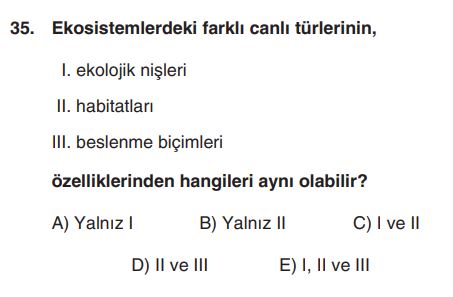 35. Ekosistemlerdeki farklı canlı türlerinin,
I. ekolojik nişleri
II. habitatları
III. beslenme biçimleri
özelliklerinden hangileri aynı olabilir?
A) Yalnız I B) Yalnız II C) I ve II
D) II ve III E) I, II ve III